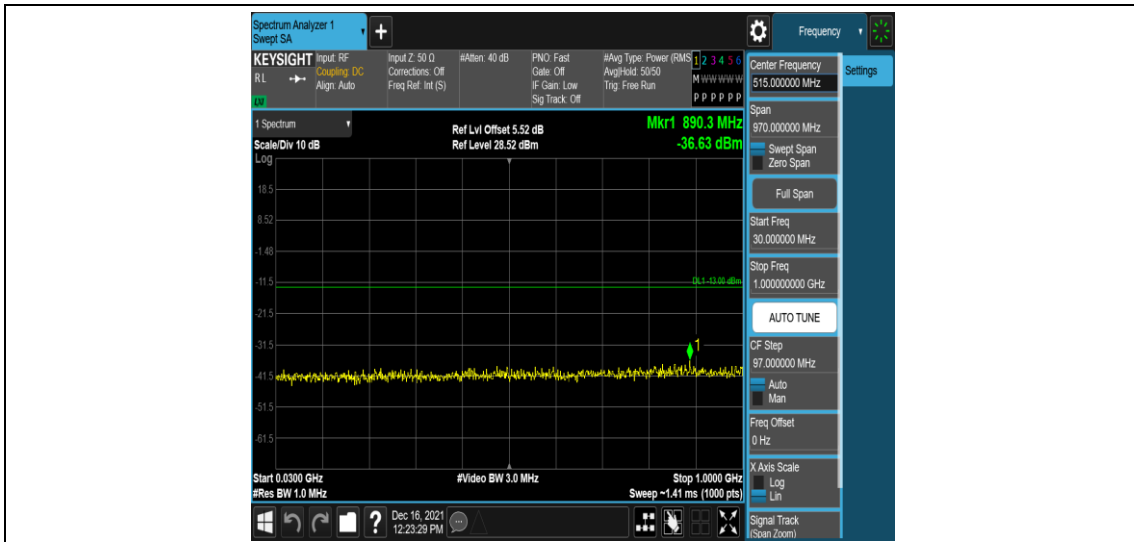 Spectrum Analyzer 1
Swept SA
Frequency
KEYSIGHT
RL
LXI
Input: RF
Coupling: DC
Align: Auto
Input Z: 50 Ω
Corrections: Off
Freq Ref: Int (S)
#Atten: 40 dB
PNO: Fast
Gate: Off
IF Gain: Low
Sig Track: Off
#Avg Type: Power (RMS
Avg|Hold: 50/50
Trig: Free Run
1 2 3 4 5 6
M W W W W W
P P P P P P
1 Spectrum
Scale/Div 10 dB
Log
Ref Lvl Offset 5.52 dB
Ref Level 28.52 dBm
Mkr1 890.3 MHz
-36.63 dBm
18.5
8.52
-1.48
-11.5
DL1 -13.00 dBm
-21.5
-31.5
1
-41.5
-51.5
-61.5
Start 0.0300 GHz
#Res BW 1.0 MHz
#Video BW 3.0 MHz
Stop 1.0000 GHz
Sweep ~1.41 ms (1000 pts)
Dec 16, 2021
12:23:29 PM
Center Frequency
515.000000 MHz
Settings
Span
970.000000 MHz
Swept Span
Zero Span
Full Span
Start Freq
30.000000 MHz
Stop Freq
1.000000000 GHz
AUTO TUNE
CF Step
97.000000 MHz
Auto
Man
Freq Offset
0 Hz
X Axis Scale
Log
Lin
Signal Track
(Span Zoom)